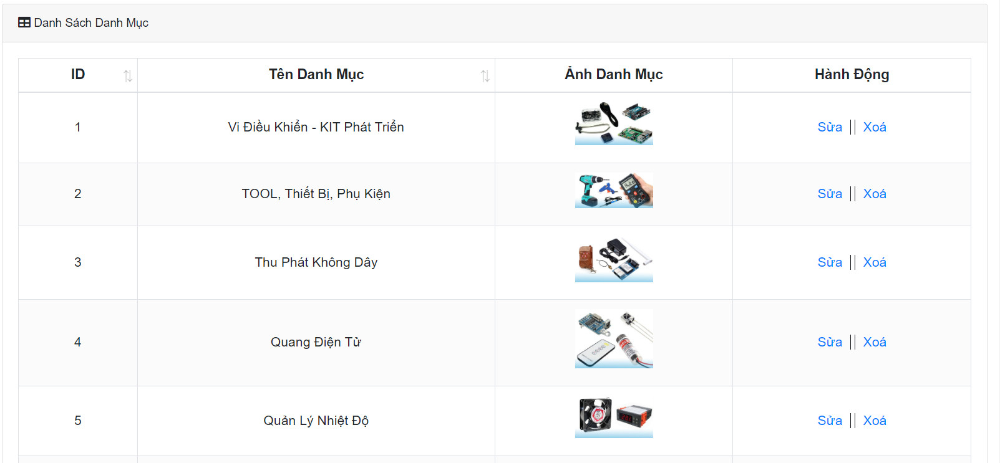 Danh Sách Danh Mục
ID Tên Danh Mục Ảnh Danh Mục Hành Động
1 Vi Điều Khiển - KIT Phát Triển Sửa || Xoá
2 TOOL, Thiết Bị, Phụ Kiện Auto Sửa || Xoá
3 Thu Phát Không Dây Sửa || Xoá
4 Quang Điện Tử Sửa || Xoá
5 Quản Lý Nhiệt Độ Sửa || Xoá